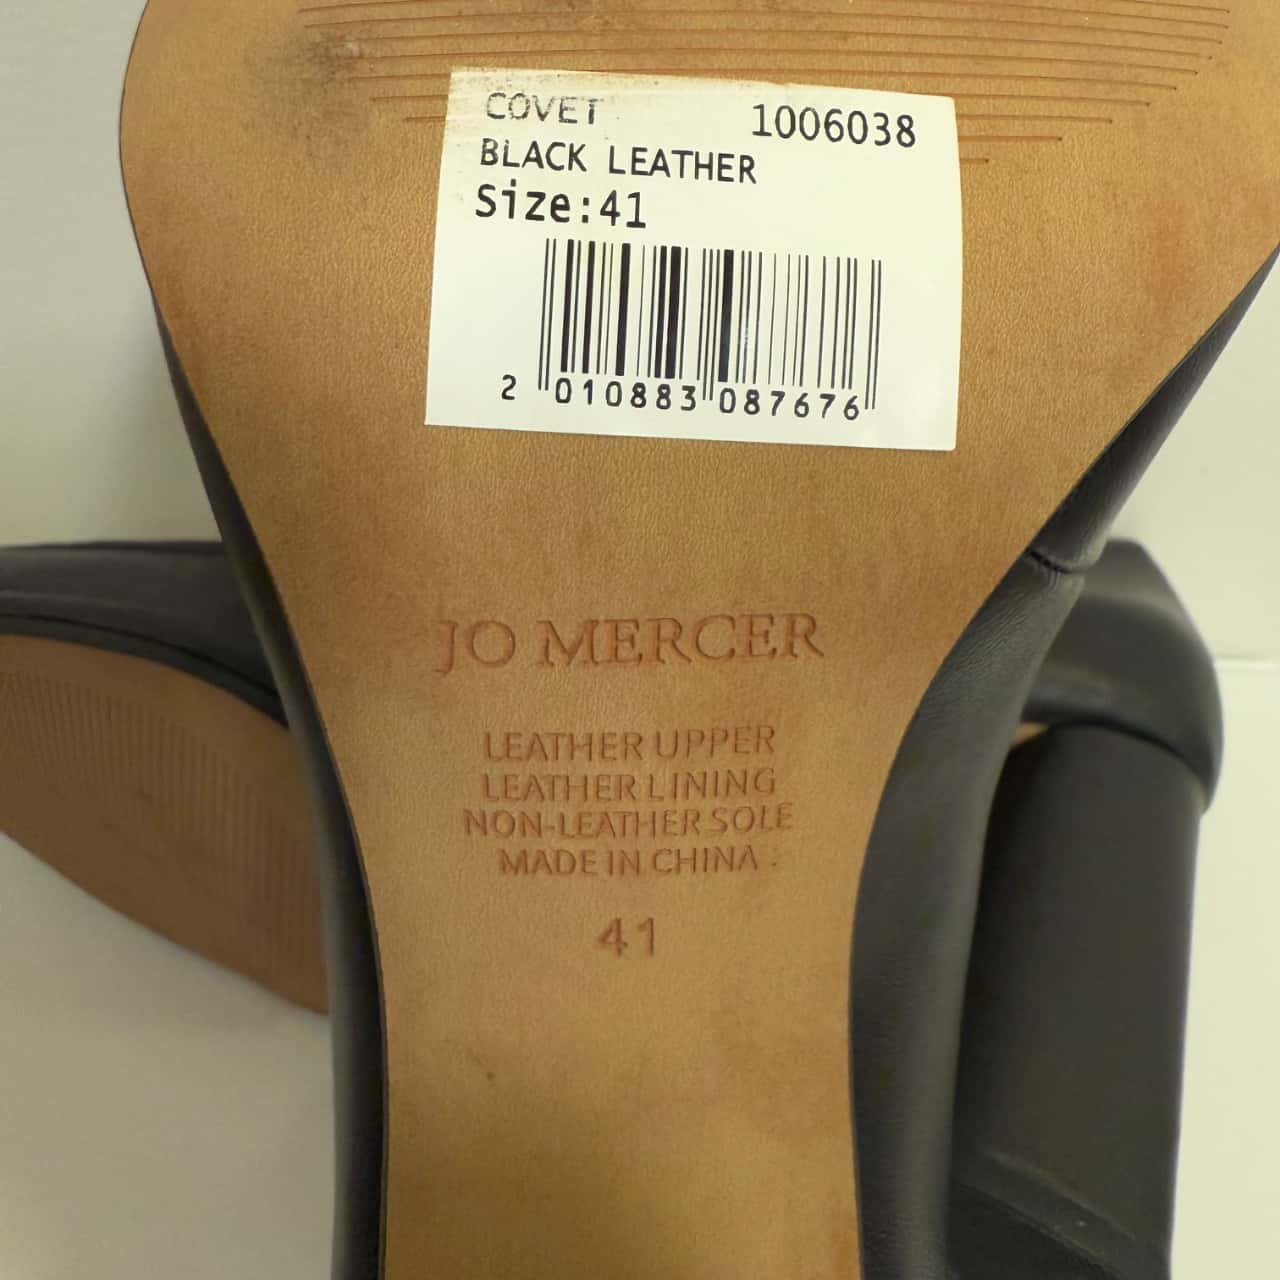 COVET 1006038
BLACK LEATHER
Size:41
2 010883 087676
JO MERCER
LEATHER UPPER
LEATHER LINING
NON-LEATHER SOLE
MADE IN CHINA
41